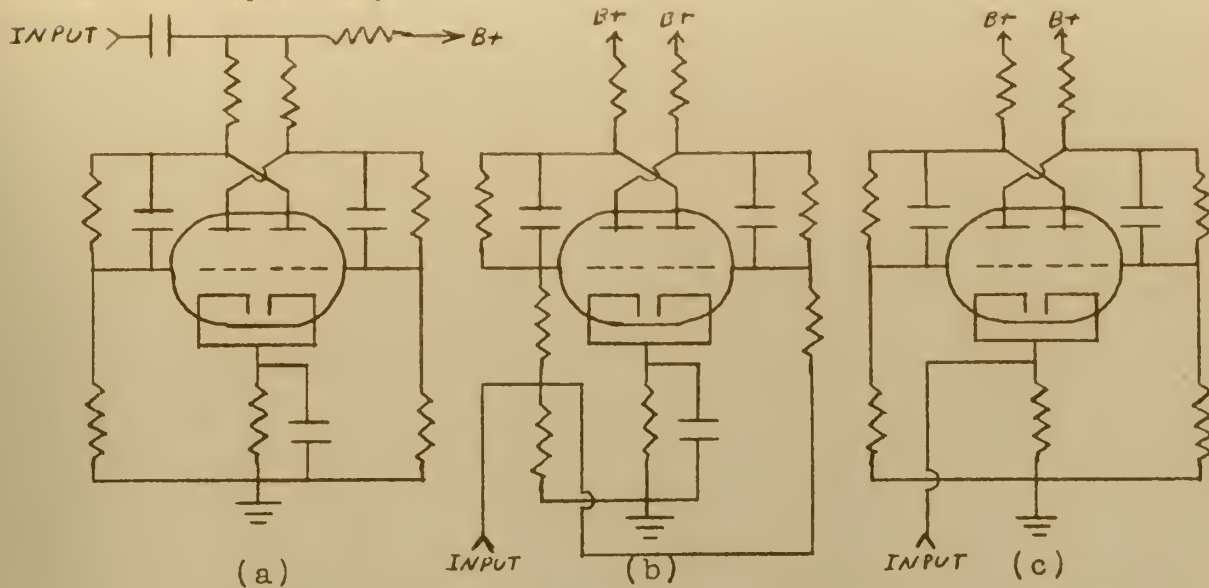 INPUT
B+
(a)
B+ B+
INPUT
(b)
B+ B+
INPUT
(c)